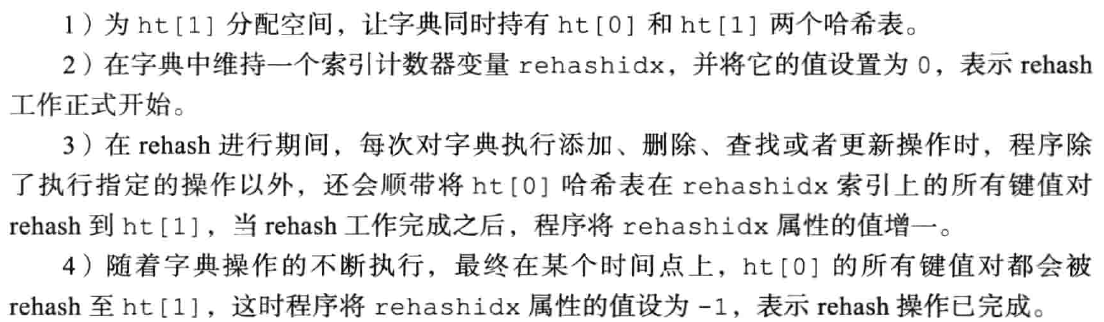 1）为 ht[1] 分配空间，让字典同时持有 ht[0] 和 ht[1] 两个哈希表。
2）在字典中维持一个索引计数器变量 rehashidx，并将它的值设置为 0，表示 rehash
工作正式开始。
3）在 rehash 进行期间，每次对字典执行添加、删除、查找或者更新操作时，程序除
了执行指定的操作以外，还会顺带将 ht[0] 哈希表在 rehashidx 索引上的所有键值对
rehash 到 ht[1]，当 rehash 工作完成之后，程序将 rehashidx 属性的值增一。
4）随着字典操作的不断执行，最终在某个时间点上，ht[0] 的所有键值对都会被
rehash 至 ht[1]，这时程序将 rehashidx 属性的值设为 -1，表示 rehash 操作已完成。